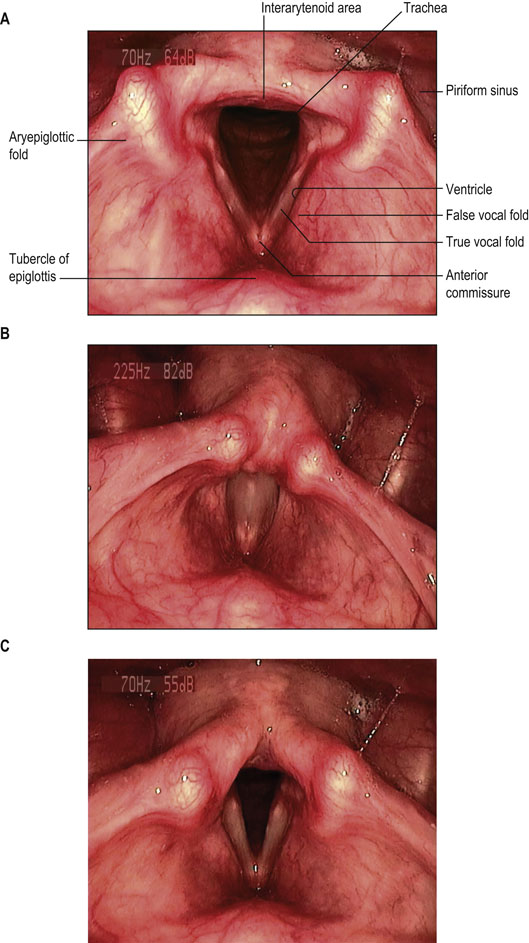 A
Interarytenoid area
Trachea
70Hz 64dB
Piriform sinus
Aryepiglottic
fold
Ventricle
False vocal fold
True vocal fold
Tubercle of
epiglottis
Anterior
commissure
B
225Hz 82dB
C
70Hz 55dB